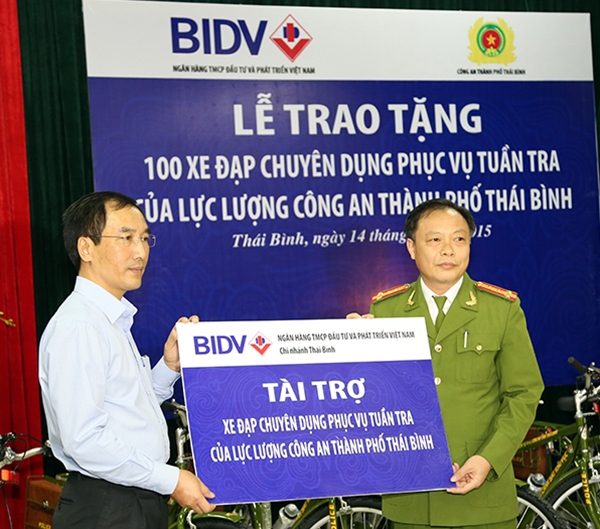 BIDV
NGÂN HÀNG TMCP ĐẦU TƯ VÀ PHÁT TRIỂN VIỆT NAM
CÔNG AN THÀNH PHỐ THÁI BÌNH
LỄ TRAO TẶNG
100 XE ĐẠP CHUYÊN DỤNG PHỤC VỤ TUẦN TRA
CỦA LỰC LƯỢNG CÔNG AN THÀNH PHỐ THÁI BÌNH
Thái Bình, ngày 14 tháng 2015
BIDV
NGÂN HÀNG TMCP ĐẦU TƯ VÀ PHÁT TRIỂN VIỆT NAM
Chi nhánh Thái Bình
TÀI TRỢ
XE ĐẠP CHUYÊN DỤNG PHỤC VỤ TUẦN TRA
CỦA LỰC LƯỢNG CÔNG AN THÀNH PHỐ THÁI BÌNH